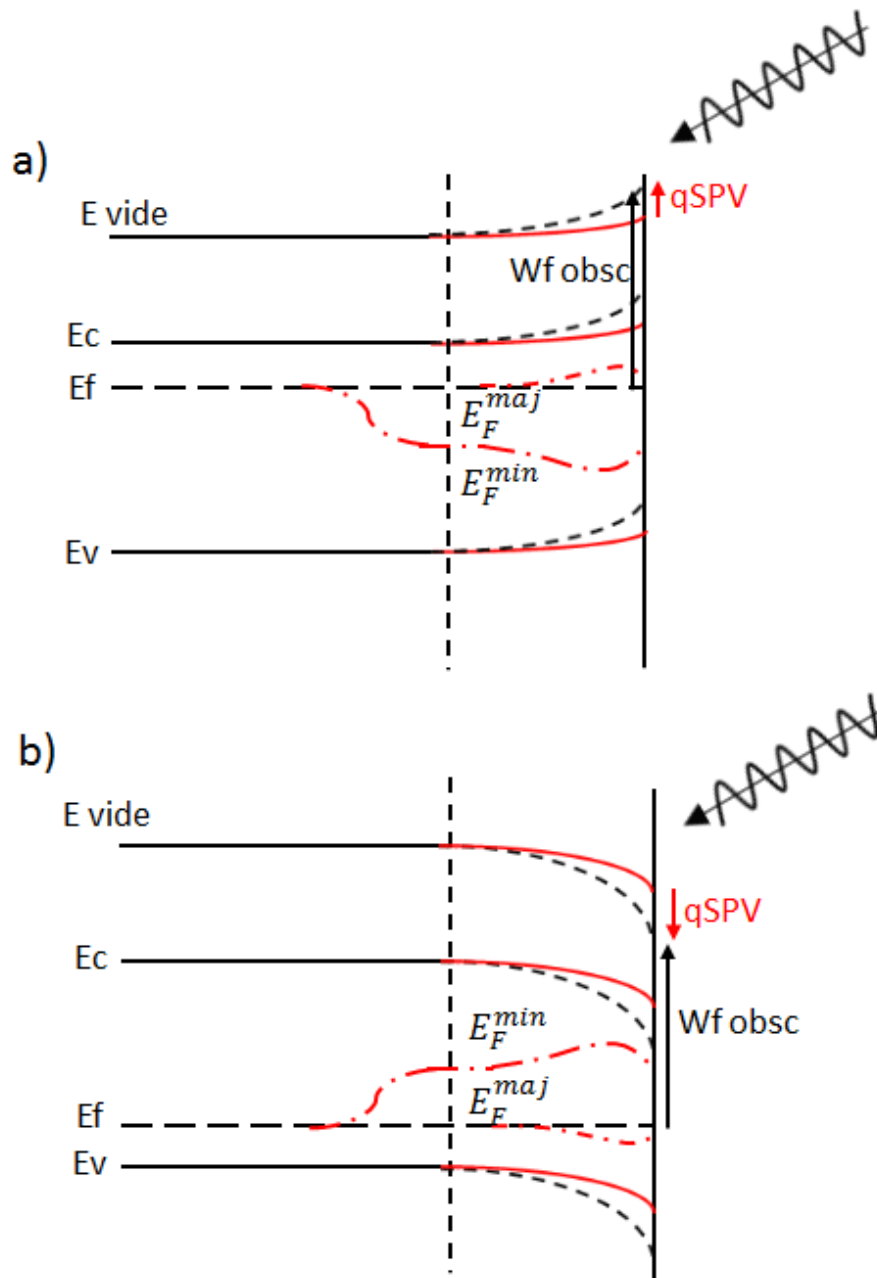 a)
E vide
qSPV
Wf obsc
Ec
Ef
E_F^{maj}
E_F^{min}
Ev
b)
E vide
qSPV
Ec
Wf obsc
E_F^{min}
E_F^{maj}
Ef
Ev